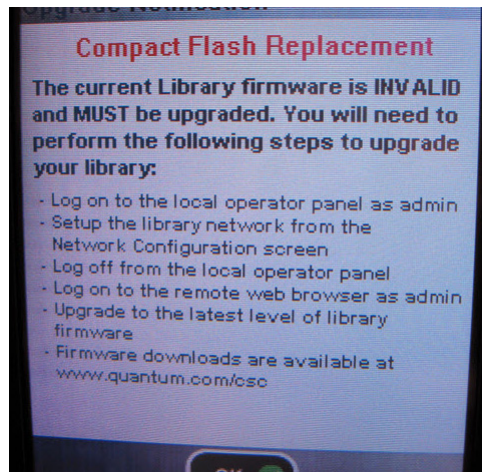 Upgrade Notification
Compact Flash Replacement
The current Library firmware is INVALID
and MUST be upgraded. You will need to
perform the following steps to upgrade
your library:
- Log on to the local operator panel as admin
- Setup the library network from the
Network Configuration screen
- Log off from the local operator panel
- Log on to the remote web browser as admin
- Upgrade to the latest level of library
firmware
- Firmware downloads are available at
www.quantum.com/csc
OK